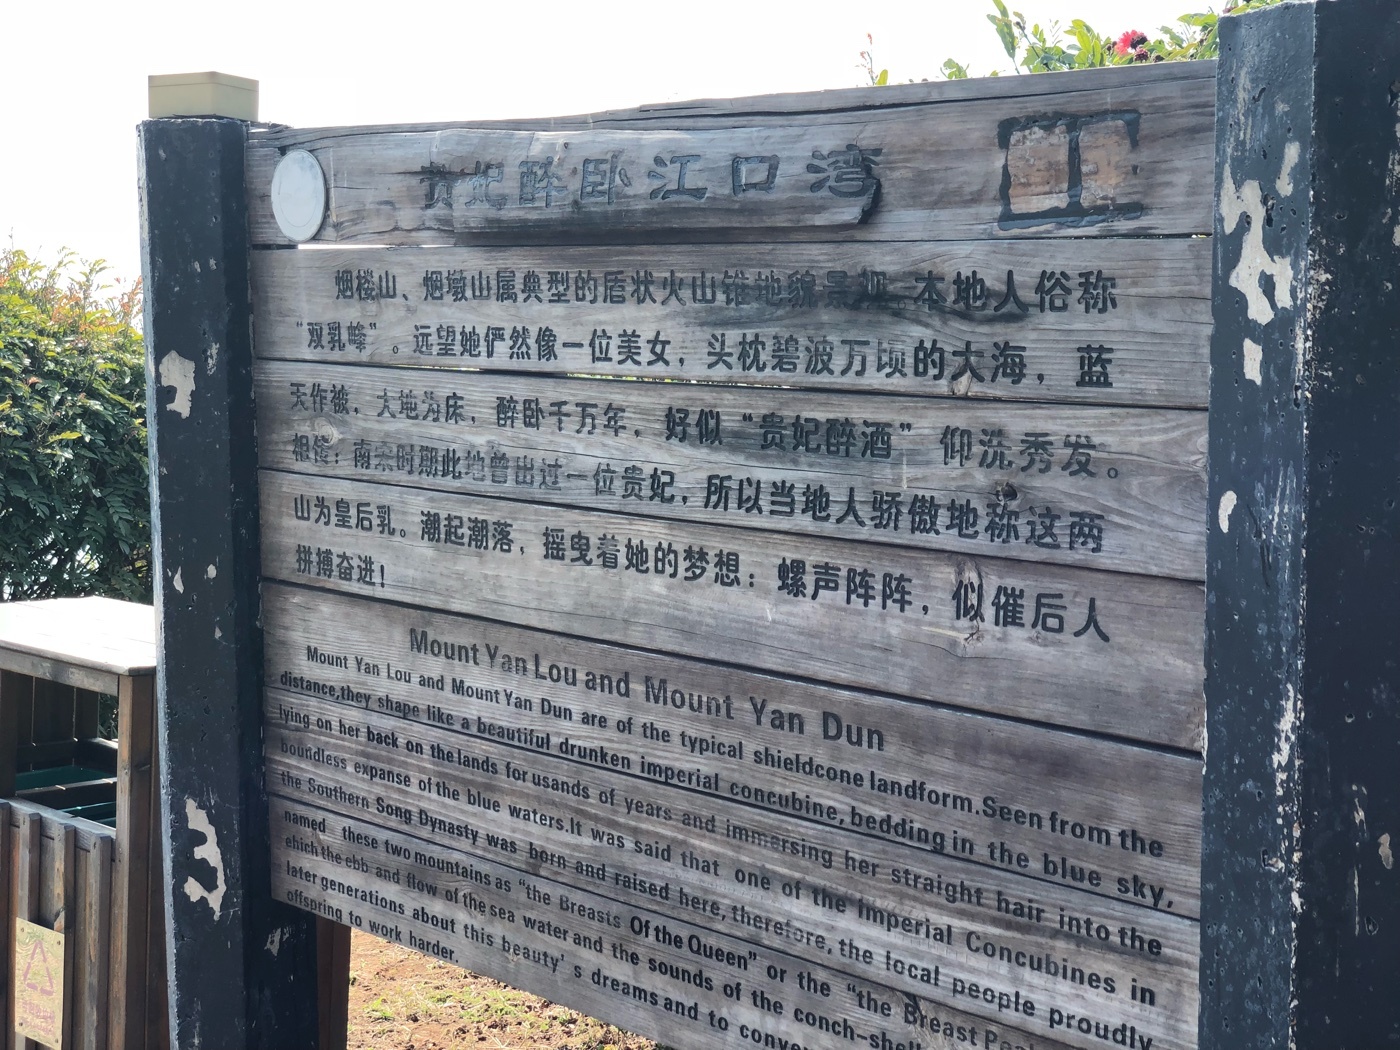 贵妃醉卧江口湾
烟楼山、烟墩山属典型的盾状火山锥地貌景观。本地人俗称
“双乳峰”。远望她俨然像一位美女，头枕碧波万顷的大海，蓝
天作被，大地为床，醉卧千万年，好似“贵妃醉酒”仰洗秀发。
相传：南宋时期此地曾出过一位贵妃，所以当地人骄傲地称这两
山为皇后乳。潮起潮落，摇曳着她的梦想：螺声阵阵，似催后人
拼搏奋进！
Mount Yan Lou and Mount Yan Dun
Mount Yan Lou and Mount Yan Dun are of the typical shieldcone landform.Seen from the
distance,they shape like a beautiful drunken imperial concubine, bedding in the blue sky,
lying on her back on the lands for usands of years and immersing her straight hair into the
boundless expanse of the blue waters.It was said that one of the Imperial Concubines in
the Southern Song Dynasty was born and raised here, therefore, the local people proudly
named these two mountains as “the Breasts Of the Queen” or the “the Breast
ehich the ebb and flow of the sea water and the sounds of the
later generations about this beauty’s dreams and to
offspring to work harder.